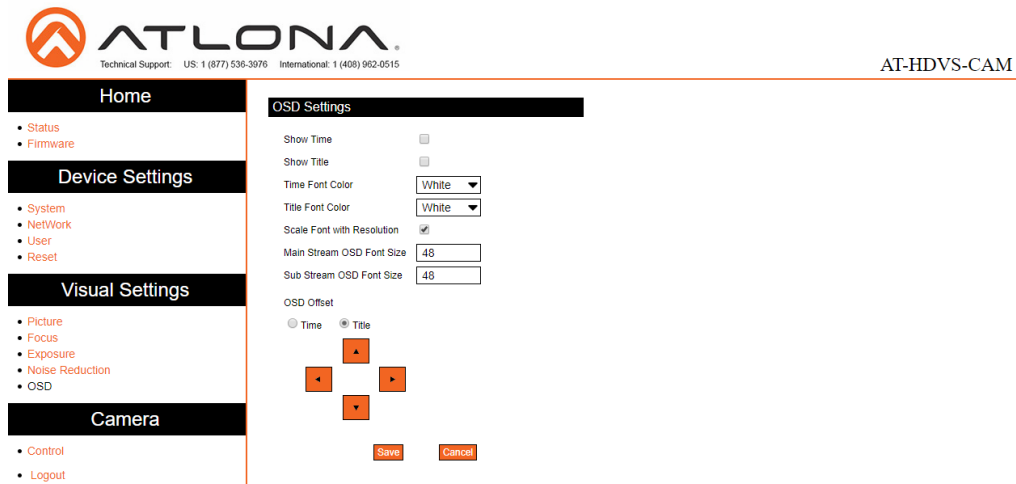 ATLONA®
Technical Support: US: 1 (877) 536-3976 International: 1 (408) 962-0515
AT-HDVS-CAM
Home
Status
Firmware
Device Settings
System
NetWork
User
Reset
Visual Settings
Picture
Focus
Exposure
Noise Reduction
OSD
Camera
Control
Logout
OSD Settings
Show Time
Show Title
Time Font Color White
Title Font Color White
Scale Font with Resolution
Main Stream OSD Font Size 48
Sub Stream OSD Font Size 48
OSD Offset
Time Title
Save Cancel